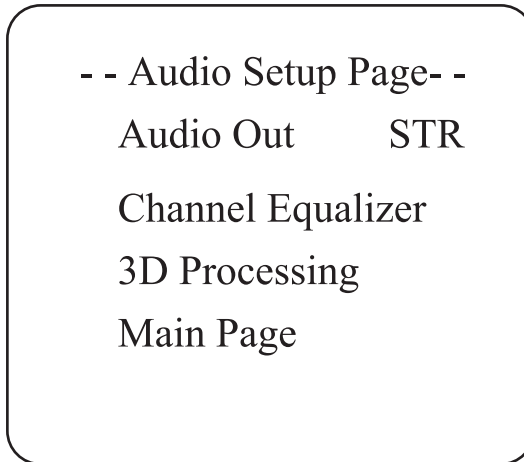 - - Audio Setup Page- -
Audio Out STR
Channel Equalizer
3D Processing
Main Page